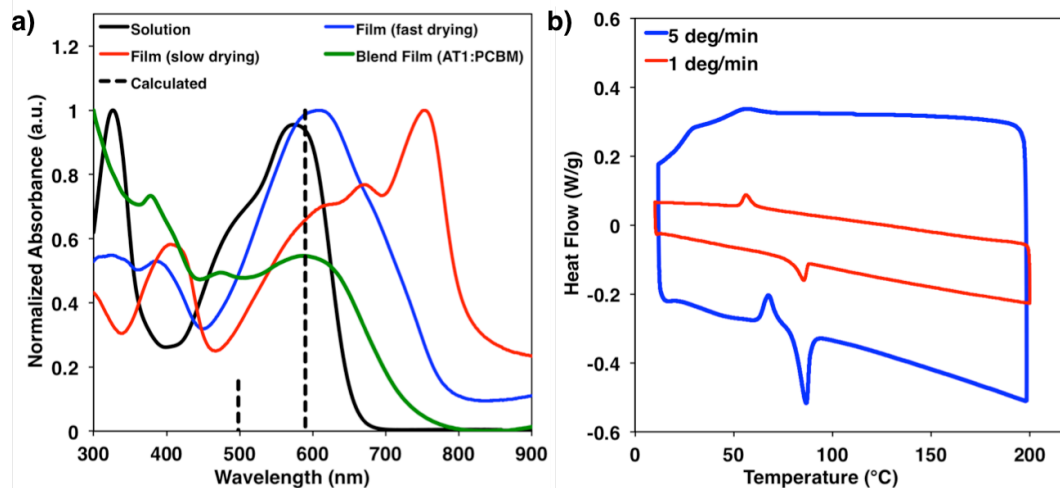 a)
1.2
1
0.8
0.6
0.4
0.2
0
Normalized Absorbance (a.u.)
Solution
Film (fast drying)
Film (slow drying)
Blend Film (AT1:PCBM)
Calculated
300 400 500 600 700 800 900
Wavelength (nm)
b)
0.6
0.4
0.2
0
-0.2
-0.4
-0.6
Heat Flow (W/g)
5 deg/min
1 deg/min
0 50 100 150 200
Temperature (°C)